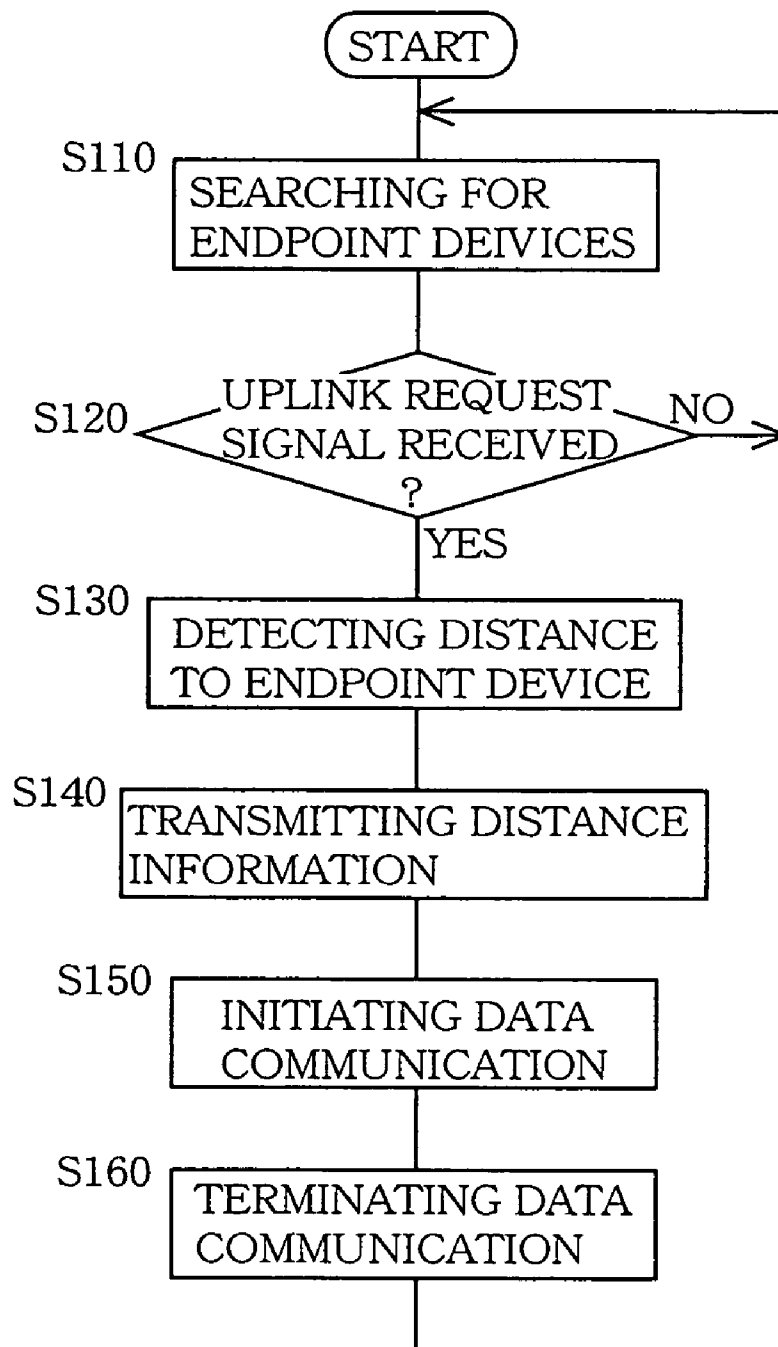 START
S110
SEARCHING FOR
ENDPOINT DEIVICES
S120
UPLINK REQUEST
SIGNAL RECEIVED
?
NO
YES
S130
DETECTING DISTANCE
TO ENDPOINT DEVICE
S140
TRANSMITTING DISTANCE
INFORMATION
S150
INITIATING DATA
COMMUNICATION
S160
TERMINATING DATA
COMMUNICATION